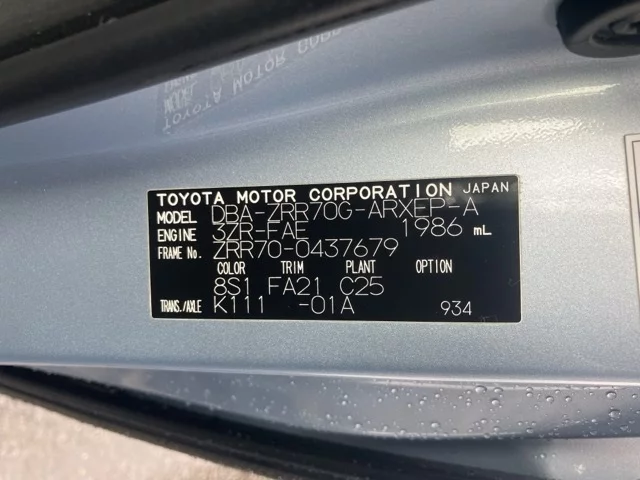 TOYOTA MOTOR CORPORATION JAPAN
MODEL DBA-ZRR70G-ARXEP-A
ENGINE 3ZR-FAE 1986 mL
FRAME No. ZRR70-0437679
COLOR TRIM PLANT OPTION
8S1 FA21 C25
TRANS./AXLE K111 -01A 934